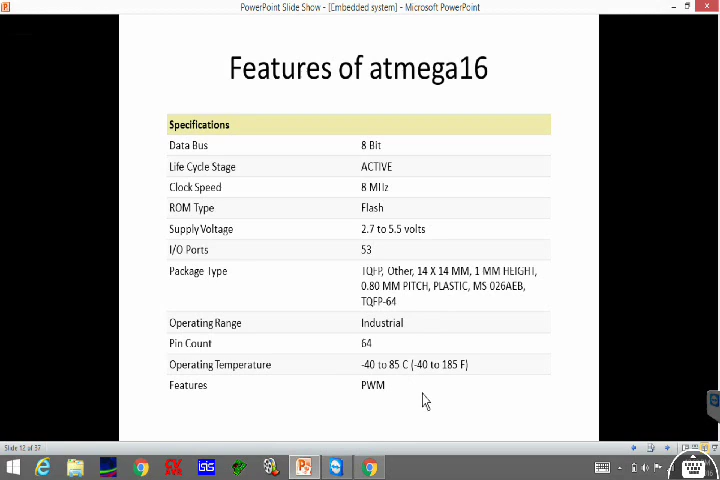 PowerPoint Slide Show - [Embedded system] - Microsoft PowerPoint
Features of atmega16
Specifications
Data Bus 8 Bit
Life Cycle Stage ACTIVE
Clock Speed 8 MHz
ROM Type Flash
Supply Voltage 2.7 to 5.5 volts
I/O Ports 53
Package Type TQFP, Other, 14 X 14 MM, 1 MM HEIGHT,
0.80 MM PITCH, PLASTIC, MS 026AEB,
TQFP-64
Operating Range Industrial
Pin Count 64
Operating Temperature -40 to 85 C (-40 to 185 F)
Features PWM
Slide 12 of 37
isis